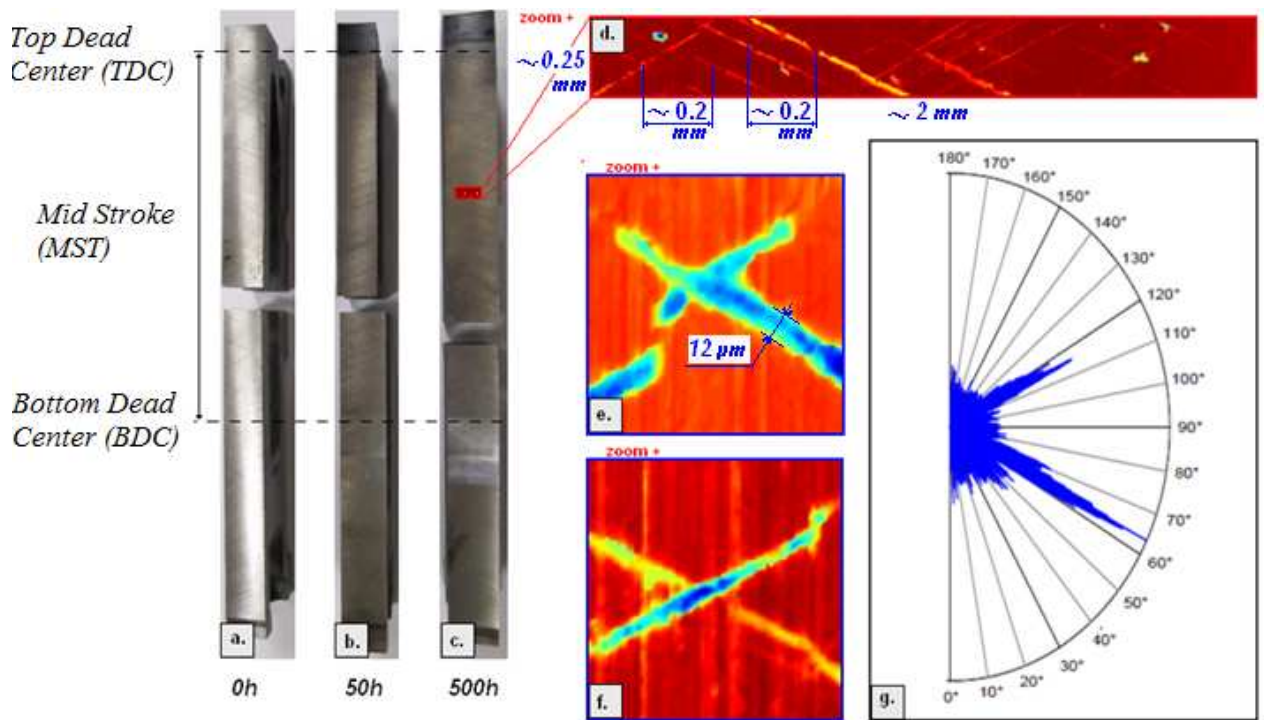 Top Dead
Center (TDC)
Mid Stroke
(MST)
Bottom Dead
Center (BDC)
a.
b.
c.
0h
50h
500h
zoom +
d.
~0.25
mm
~0.2
mm
~0.2
mm
~2 mm
zoom +
12 µm
e.
zoom +
f.
180°
170°
160°
150°
140°
130°
120°
110°
100°
90°
80°
70°
60°
50°
40°
30°
20°
10°
0°
g.